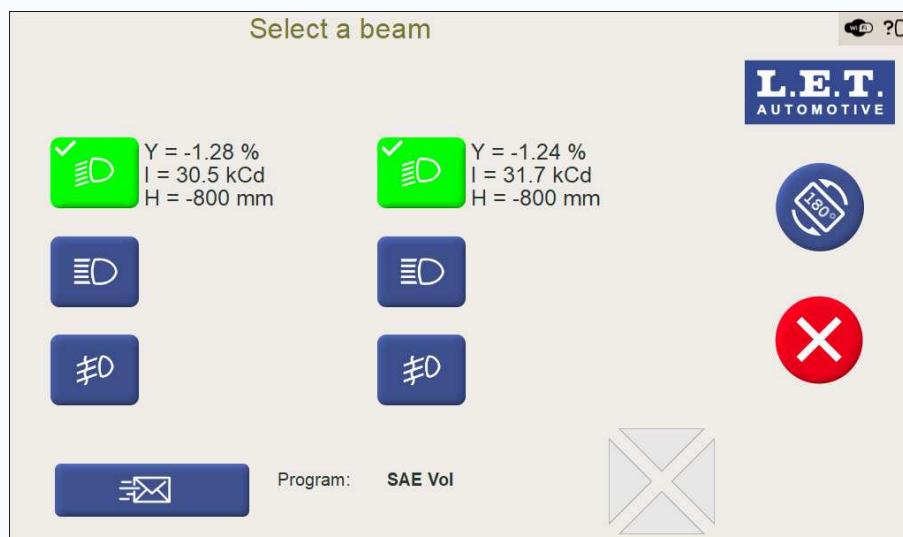 Select a beam
WiFi ?
L.E.T.
AUTOMOTIVE
Y = -1.28 %
I = 30.5 kCd
H = -800 mm
Y = -1.24 %
I = 31.7 kCd
H = -800 mm
180°
Program: SAE Vol